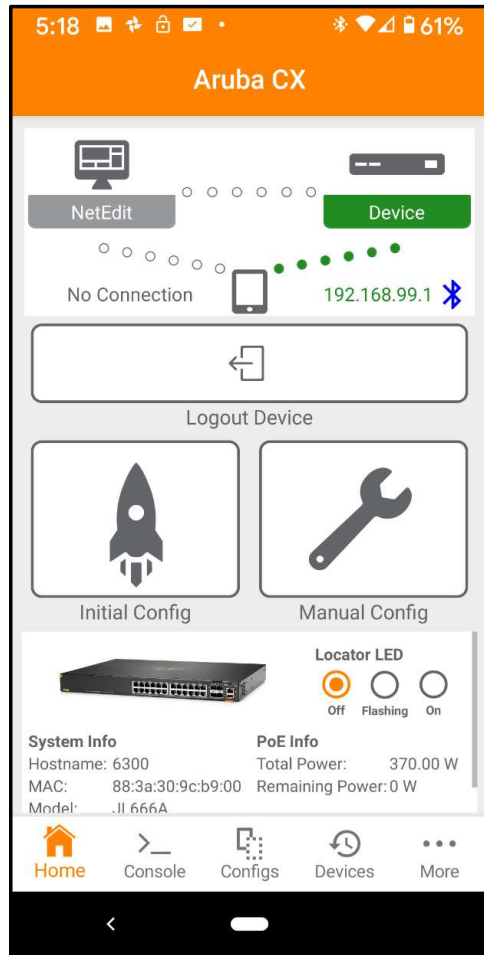 5:18 61%
Aruba CX
NetEdit Device
No Connection 192.168.99.1
Logout Device
Initial Config Manual Config
Locator LED
Off Flashing On
System Info PoE Info
Hostname: 6300 Total Power: 370.00 W
MAC: 88:3a:30:9c:b9:00 Remaining Power: 0 W
Model: JL666A
Home Console Configs Devices More